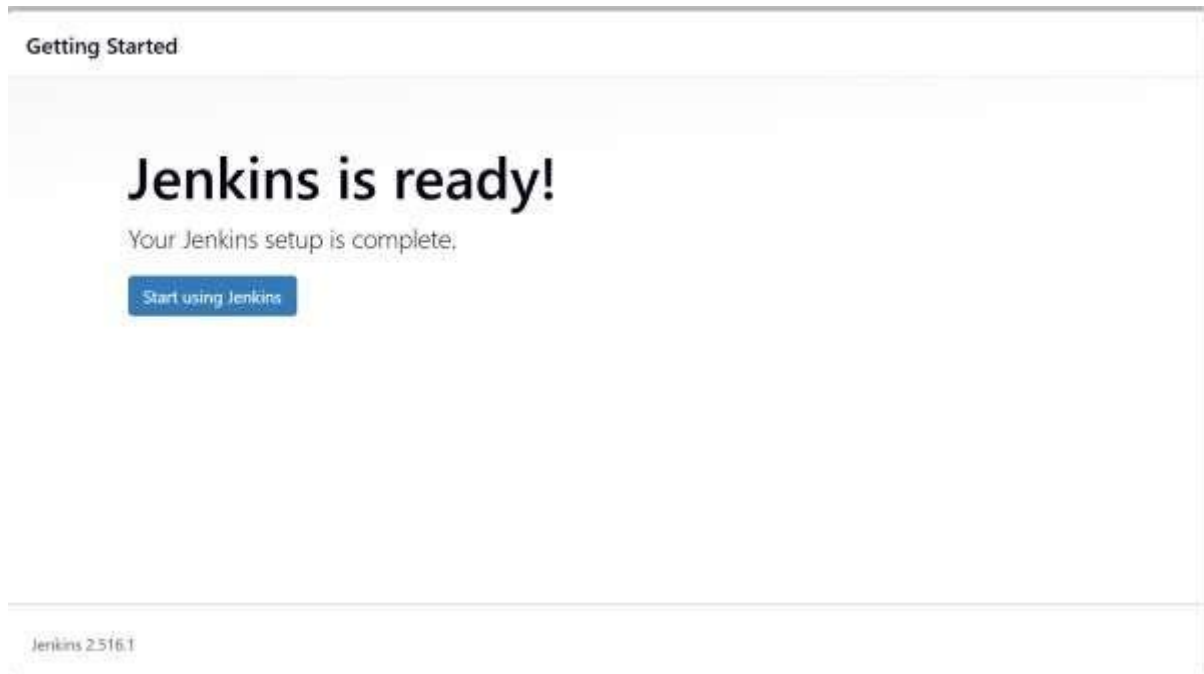 Getting Started
Jenkins is ready!
Your Jenkins setup is complete.
Start using Jenkins
Jenkins 2.516.1